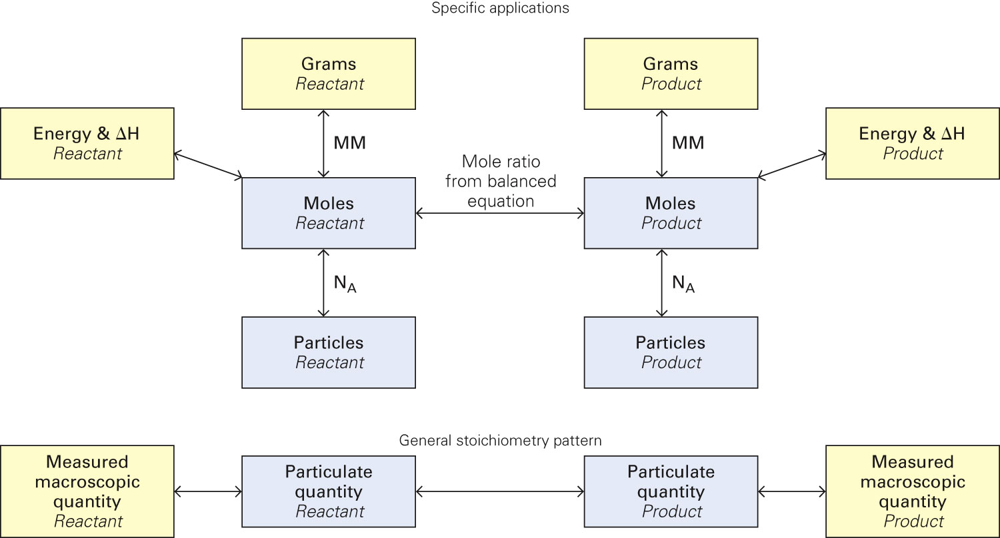 Specific applications
Grams
Reactant
Grams
Product
Energy & ΔH
Reactant
MM
MM
Energy & ΔH
Product
Mole ratio
from balanced
equation
Moles
Reactant
Moles
Product
N_A
N_A
Particles
Reactant
Particles
Product
General stoichiometry pattern
Measured
macroscopic
quantity
Reactant
Particulate
quantity
Reactant
Particulate
quantity
Product
Measured
macroscopic
quantity
Product